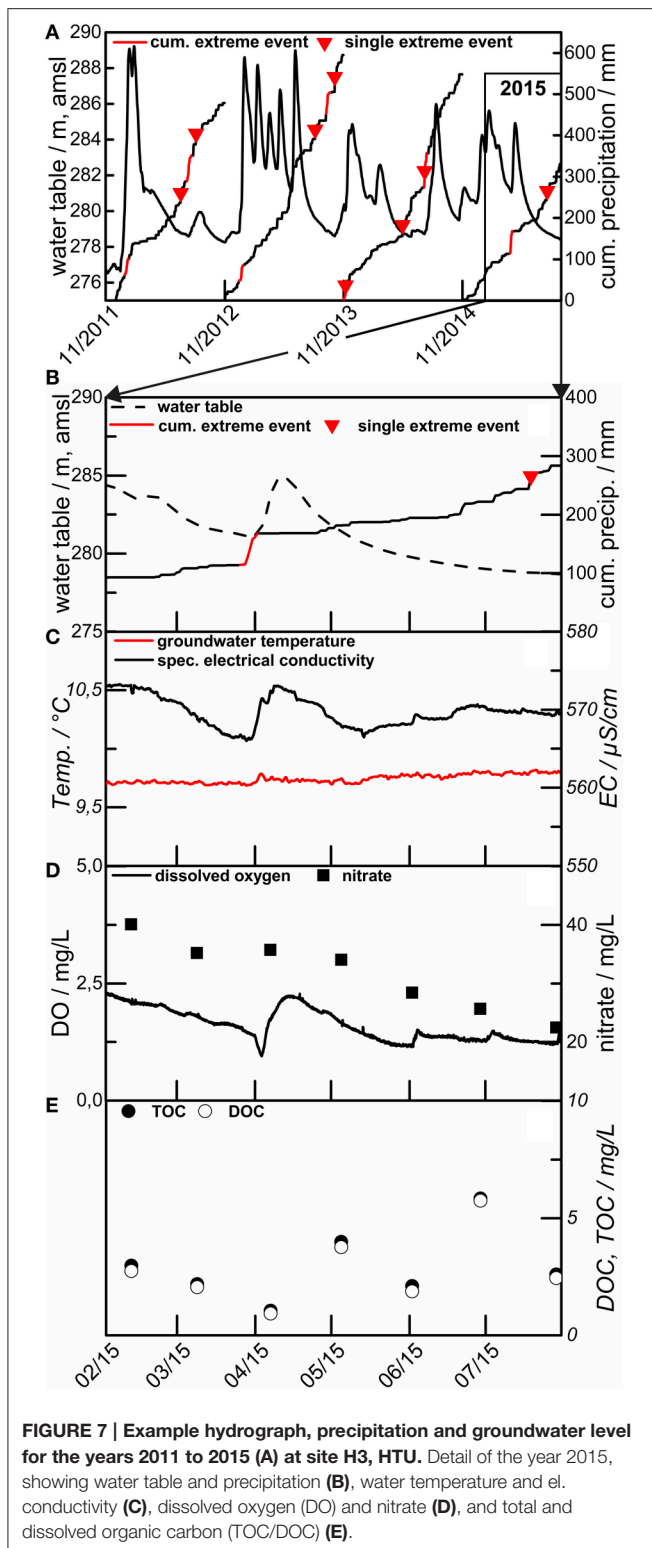 A
290
288
286
284
282
280
278
276
water table / m, amsl
cum. extreme event
single extreme event
2015
600
500
400
300
200
100
0
cum. precipitation / mm
11/2011
11/2012
11/2013
11/2014
B
290
285
280
275
water table / m, amsl
water table
cum. extreme event
single extreme event
400
300
200
100
cum. precip. / mm
C
groundwater temperature
spec. electrical conductivity
10,5
9,5
Temp. / °C
580
570
560
550
EC / µS/cm
D
5,0
2,5
0,0
DO / mg/L
dissolved oxygen
nitrate
40
20
nitrate / mg/L
E
TOC
DOC
10
5
0
DOC, TOC / mg/L
02/15
03/15
04/15
05/15
06/15
07/15
FIGURE 7 | Example hydrograph, precipitation and groundwater level
for the years 2011 to 2015 (A) at site H3, HTU. Detail of the year 2015,
showing water table and precipitation (B), water temperature and el.
conductivity (C), dissolved oxygen (DO) and nitrate (D), and total and
dissolved organic carbon (TOC/DOC) (E).